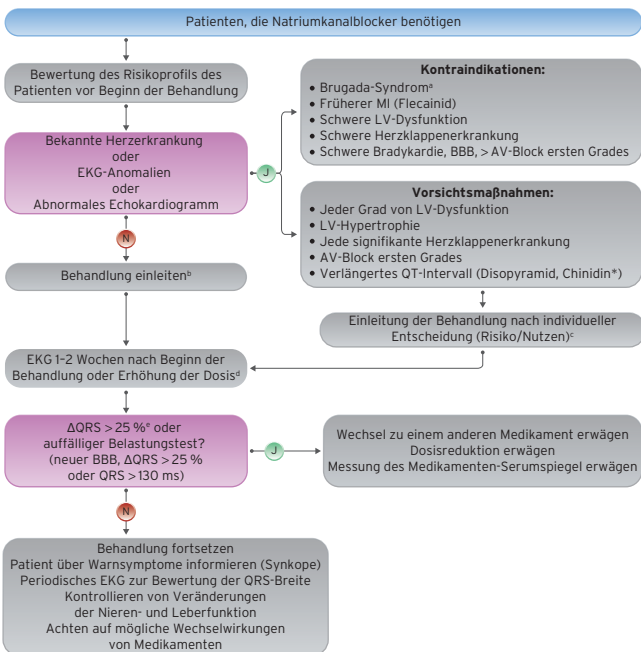 Patienten, die Natriumkanalblocker benötigen
Bewertung des Risikoprofils des
Patienten vor Beginn der Behandlung
Bekannte Herzerkrankung
oder
EKG-Anomalien
oder
Abnormales Echokardiogramm
J
Kontraindikationen:
• Brugada-Syndromᵃ
• Früherer MI (Flecainid)
• Schwere LV-Dysfunktion
• Schwere Herzklappenerkrankung
• Schwere Bradykardie, BBB, > AV-Block ersten Grades
Vorsichtsmaßnahmen:
• Jeder Grad von LV-Dysfunktion
• LV-Hypertrophie
• Jede signifikante Herzklappenerkrankung
• AV-Block ersten Grades
• Verlängertes QT-Intervall (Disopyramid, Chinidin*)
N
Behandlung einleitenᵇ
Einleitung der Behandlung nach individueller
Entscheidung (Risiko/Nutzen)ᶜ
EKG 1–2 Wochen nach Beginn der
Behandlung oder Erhöhung der Dosisᵈ
ΔQRS > 25 %ᵉ oder
auffälliger Belastungstest?
(neuer BBB, ΔQRS > 25 %
oder QRS > 130 ms)
J
Wechsel zu einem anderen Medikament erwägen
Dosisreduktion erwägen
Messung des Medikamenten-Serumspiegel erwägen
N
Behandlung fortsetzen
Patient über Warnsymptome informieren (Synkope)
Periodisches EKG zur Bewertung der QRS-Breite
Kontrollieren von Veränderungen
der Nieren- und Leberfunktion
Achten auf mögliche Wechselwirkungen
von Medikamenten